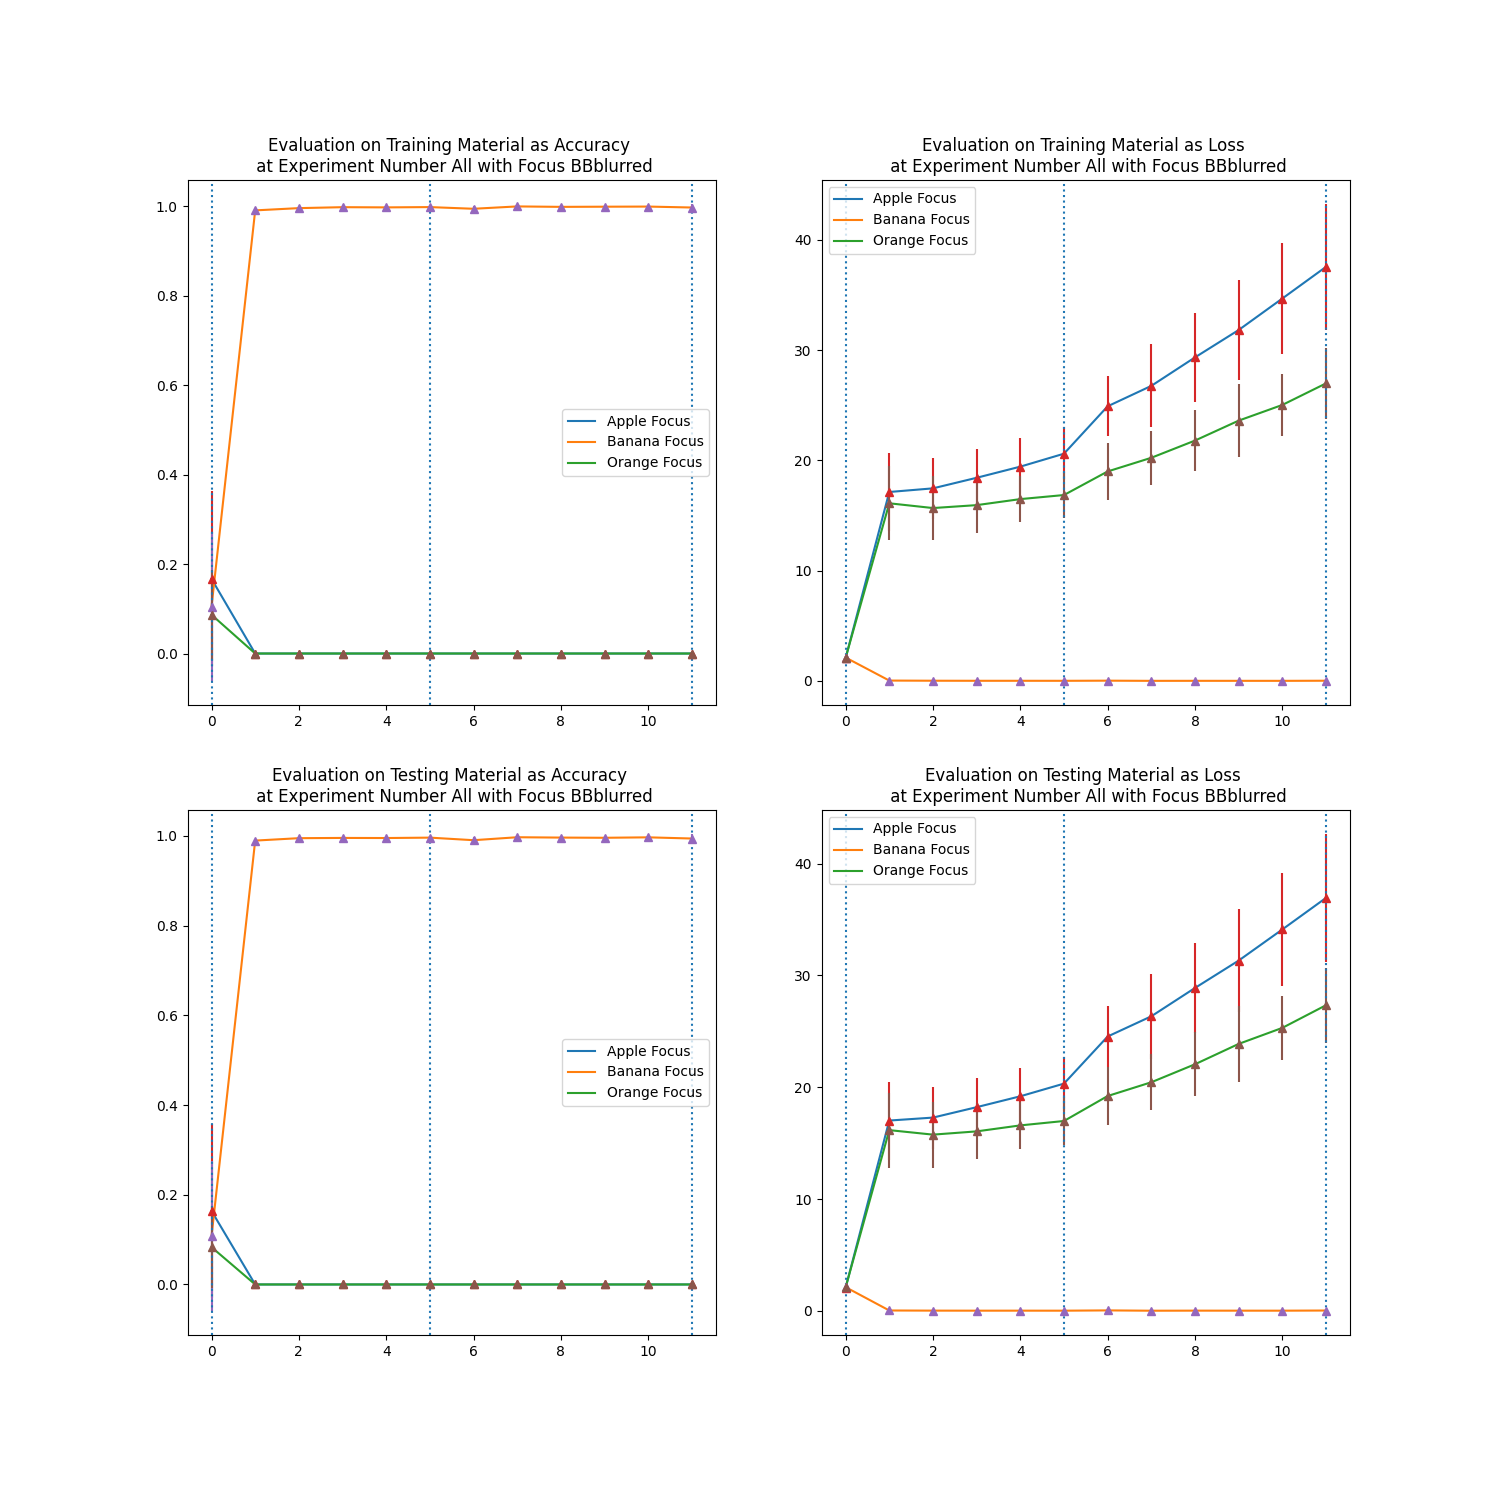 Evaluation on Training Material as Accuracy
at Experiment Number All with Focus BBblurred
1.0
0.8
0.6
0.4
0.2
0.0
Apple Focus
Banana Focus
Orange Focus
0 2 4 6 8 10
Evaluation on Training Material as Loss
at Experiment Number All with Focus BBblurred
Apple Focus
Banana Focus
Orange Focus
40
30
20
10
0
0 2 4 6 8 10
Evaluation on Testing Material as Accuracy
at Experiment Number All with Focus BBblurred
1.0
0.8
0.6
0.4
0.2
0.0
Apple Focus
Banana Focus
Orange Focus
0 2 4 6 8 10
Evaluation on Testing Material as Loss
at Experiment Number All with Focus BBblurred
Apple Focus
Banana Focus
Orange Focus
40
30
20
10
0
0 2 4 6 8 10